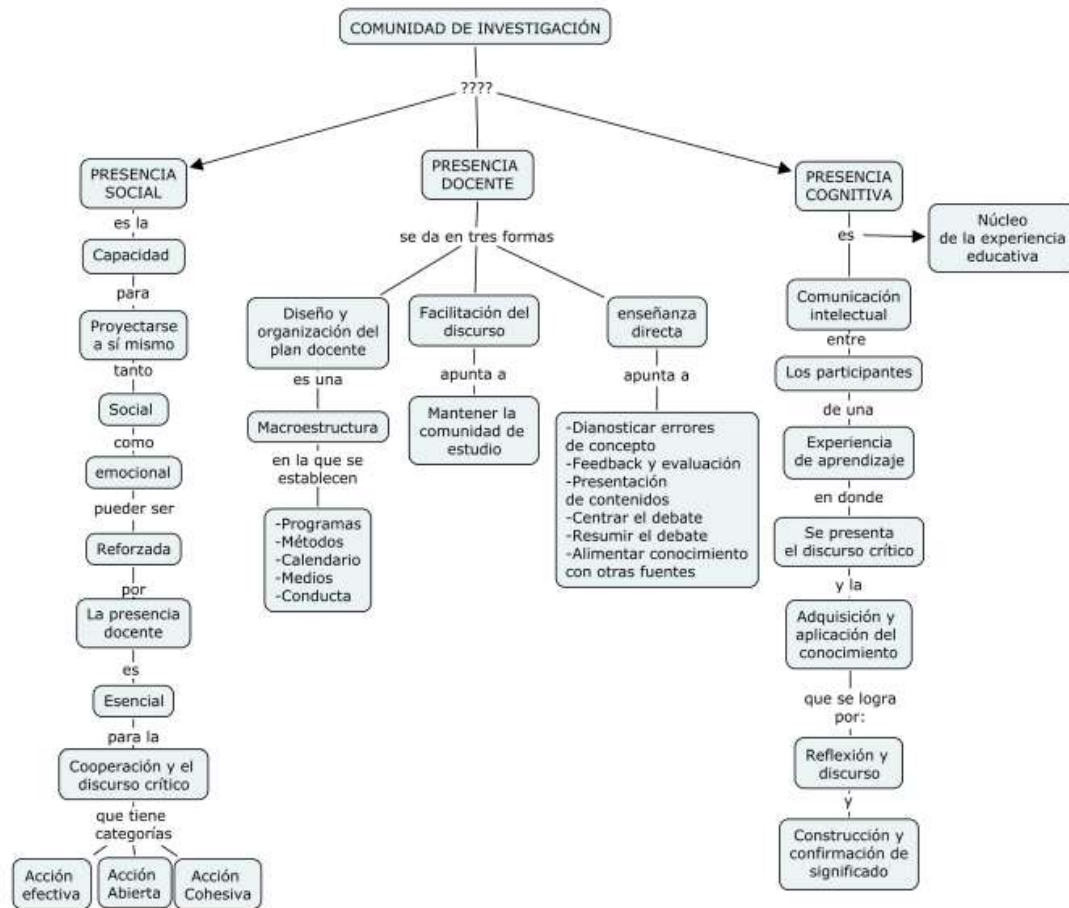 COMUNIDAD DE INVESTIGACIÓN
????
PRESENCIA
SOCIAL
es la
Capacidad
para
Proyectarse
a sí mismo
tanto
Social
como
emocional
pueder ser
Reforzada
por
La presencia
docente
es
Esencial
para la
Cooperación y el
discurso crítico
que tiene
categorías
Acción
efectiva
Acción
Abierta
Acción
Cohesiva
PRESENCIA
DOCENTE
se da en tres formas
Diseño y
organización del
plan docente
es una
Macroestructura
en la que se
establecen
-Programas
-Métodos
-Calendario
-Medios
-Conducta
Facilitación del
discurso
apunta a
Mantener la
comunidad de
estudio
enseñanza
directa
apunta a
-Dianosticar errores
de concepto
-Feedback y evaluación
-Presentación
de contenidos
-Centrar el debate
-Resumir el debate
-Alimentar conocimiento
con otras fuentes
PRESENCIA
COGNITIVA
es
Núcleo
de la experiencia
educativa
Comunicación
intelectual
entre
Los participantes
de una
Experiencia
de aprendizaje
en donde
Se presenta
el discurso crítico
y la
Adquisición y
aplicación del
conocimiento
que se logra
por:
Reflexión y
discurso
y
Construcción y
confirmación de
significado